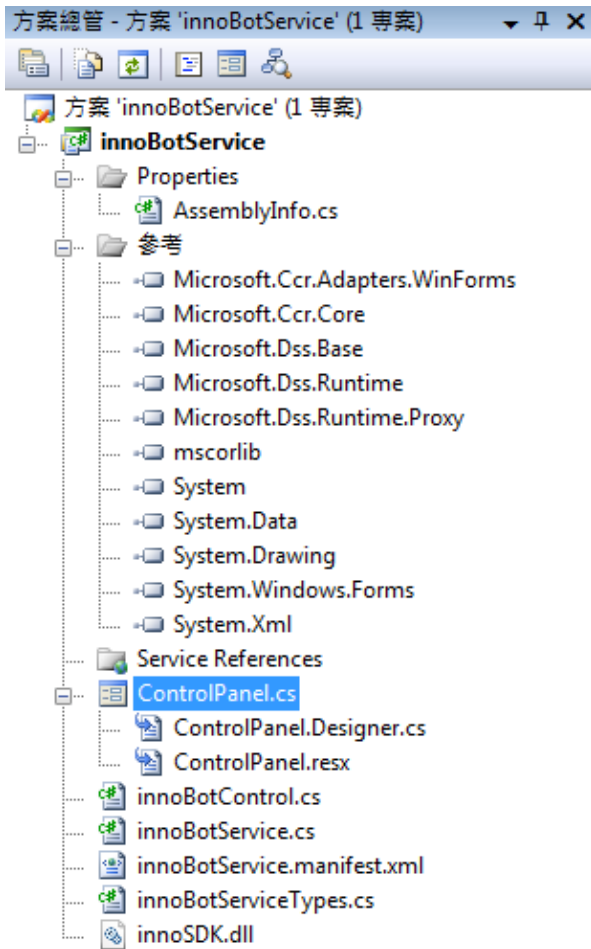 方案總管 - 方案 'innoBotService' (1 專案)
方案 'innoBotService' (1 專案)
innoBotService
Properties
AssemblyInfo.cs
參考
Microsoft.Ccr.Adapters.WinForms
Microsoft.Ccr.Core
Microsoft.Dss.Base
Microsoft.Dss.Runtime
Microsoft.Dss.Runtime.Proxy
mscorlib
System
System.Data
System.Drawing
System.Windows.Forms
System.Xml
Service References
ControlPanel.cs
ControlPanel.Designer.cs
ControlPanel.resx
innoBotControl.cs
innoBotService.cs
innoBotService.manifest.xml
innoBotServiceTypes.cs
innoSDK.dll